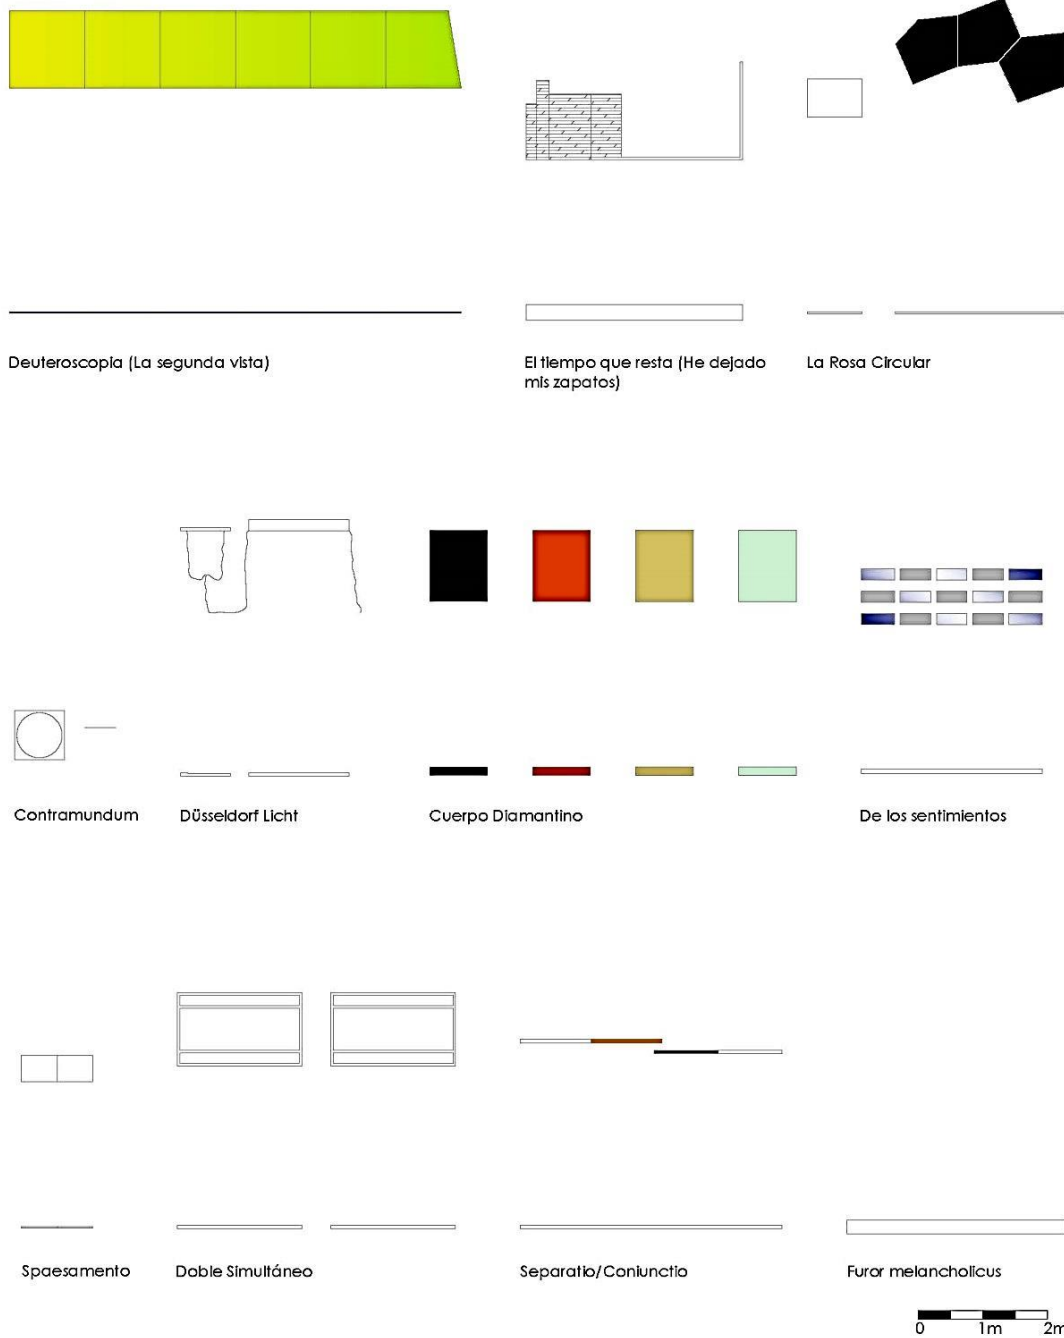 Deuteroscopia (La segunda vista)
El tiempo que resta (He dejado
mis zapatos)
La Rosa Circular
Contramundum
Düsseldorf Licht
Cuerpo Diamantino
De los sentimientos
Spaesamento
Doble Simultáneo
Separatio/Coniunctio
Furor melancholicus
0 1m 2m